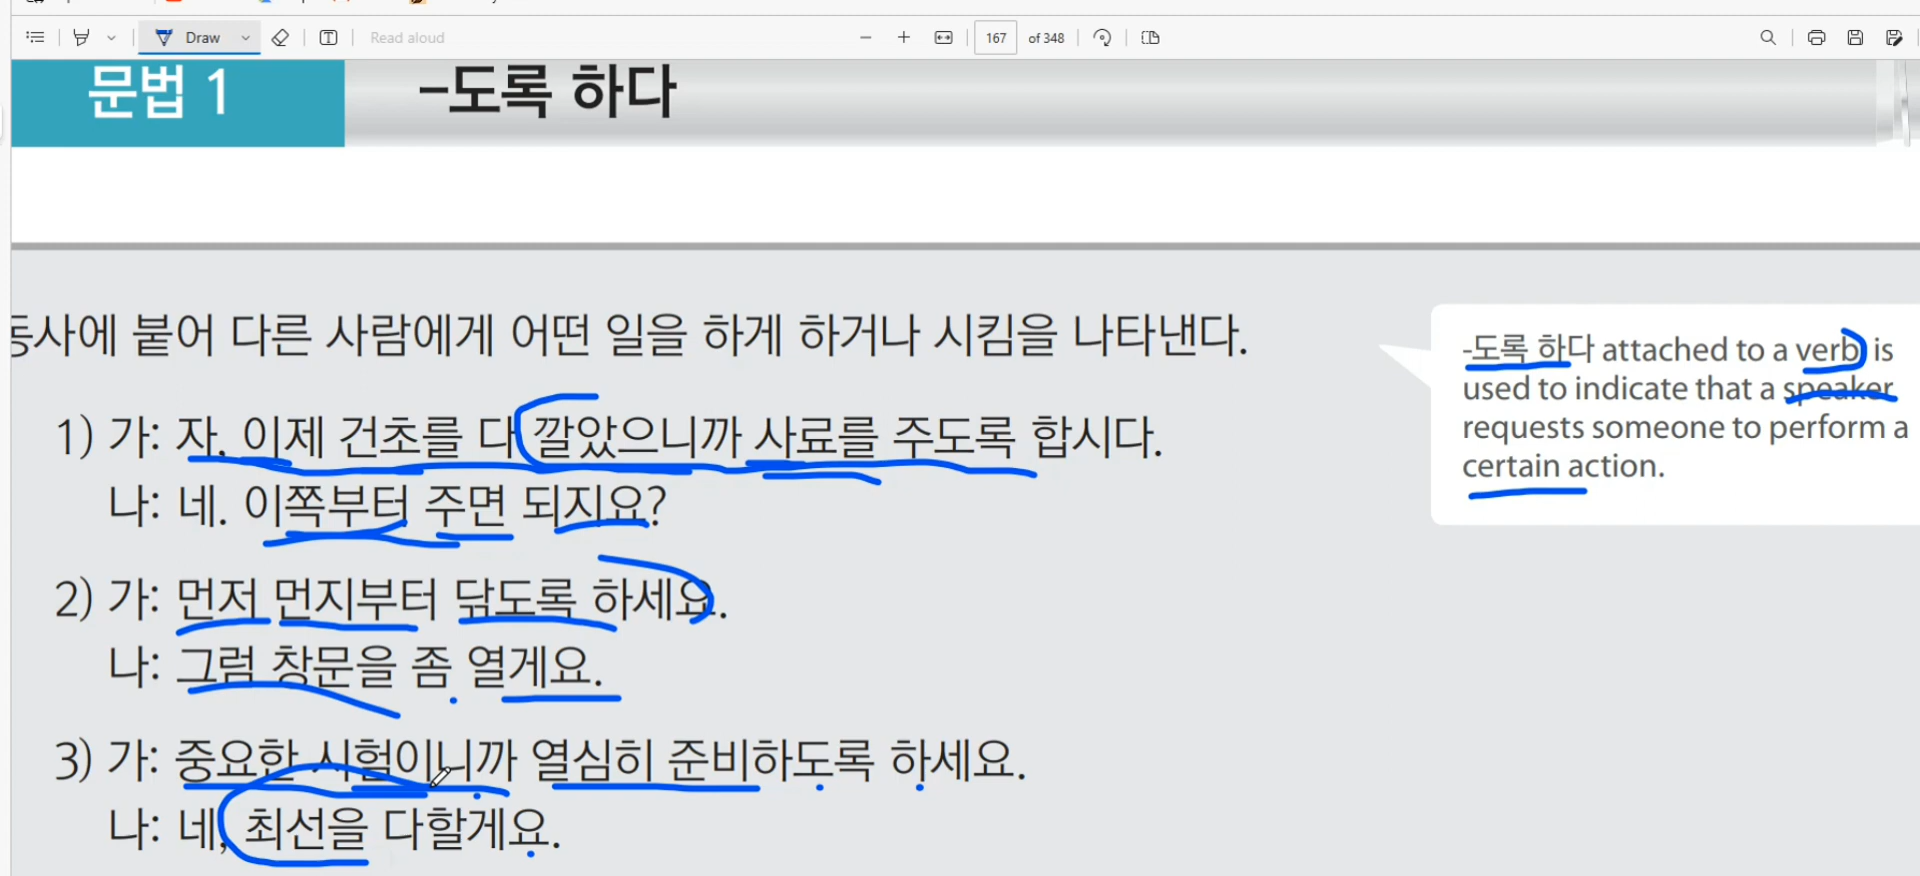 Draw
Read aloud
167 of 348
문법 1
-도록 하다
동사에 붙어 다른 사람에게 어떤 일을 하게 하거나 시킴을 나타낸다.
1) 가: 자, 이제 건초를 다 깔았으니까 사료를 주도록 합시다.
나: 네. 이쪽부터 주면 되지요?
2) 가: 먼저 먼지부터 닦도록 하세요.
나: 그럼 창문을 좀 열게요.
3) 가: 중요한 시험이니까 열심히 준비하도록 하세요.
나: 네, 최선을 다할게요.
-도록 하다 attached to a verb is
used to indicate that a speaker
requests someone to perform a
certain action.